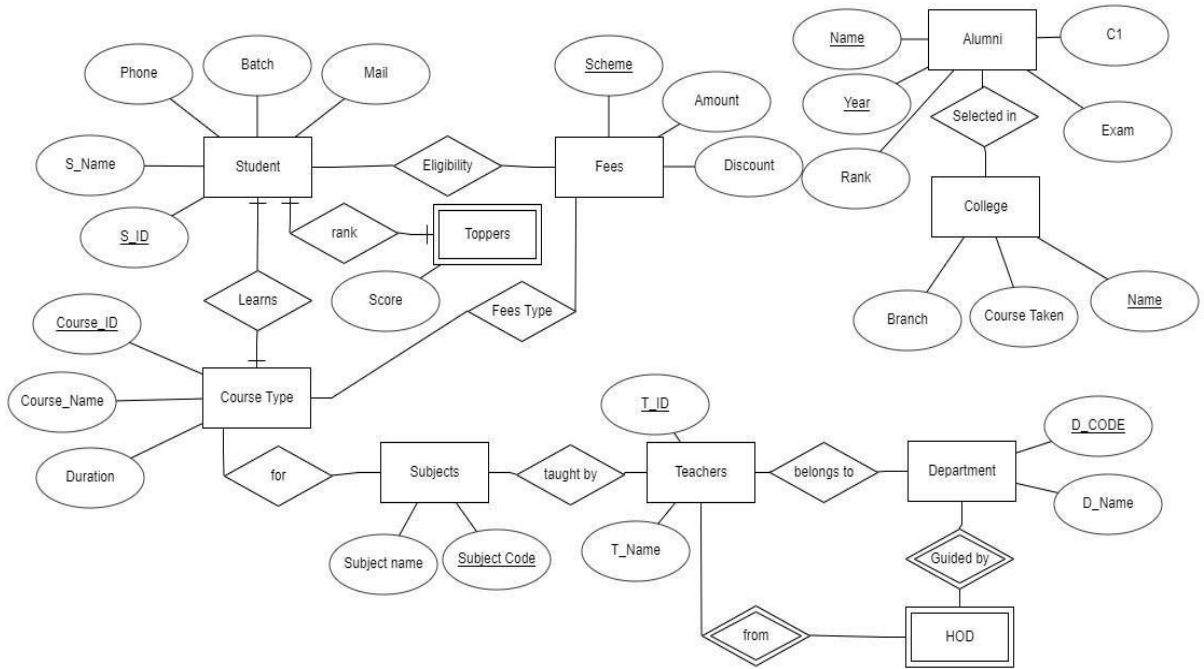 Name
Alumni
C1
Phone
Batch
Mail
Scheme
Amount
Year
Selected in
Exam
S_Name
Student
Eligibility
Fees
Discount
Rank
College
S_ID
rank
Toppers
Learns
Score
Fees Type
Branch
Course Taken
Name
Course_ID
Course_Name
Course Type
T_ID
D_CODE
Duration
for
Subjects
taught by
Teachers
belongs to
Department
D_Name
Subject name
Subject Code
T_Name
Guided by
from
HOD